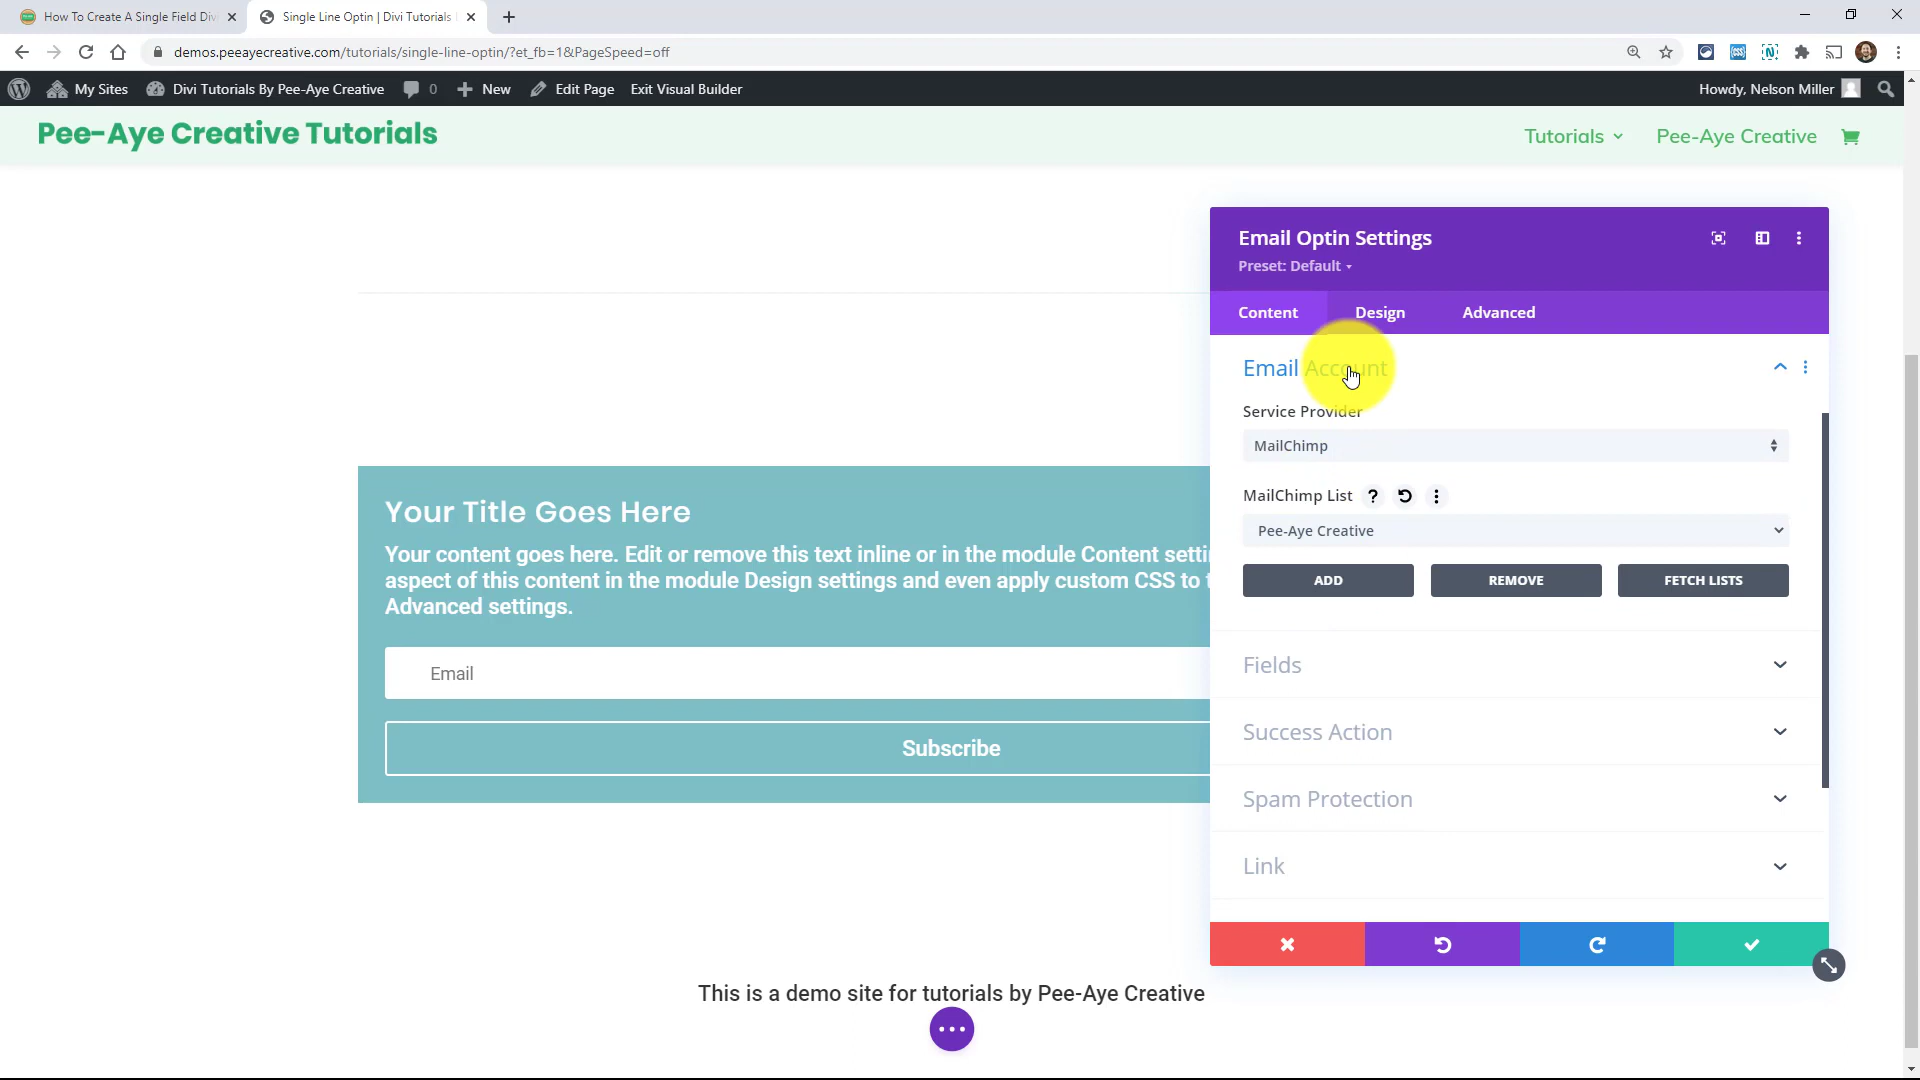 How To Create A Single Field Div
Single Line Optin | Divi Tutorials
demos.peeayecreative.com/tutorials/single-line-optin/?et_fb=1&PageSpeed=off
My Sites
Divi Tutorials By Pee-Aye Creative
0
New
Edit Page
Exit Visual Builder
Howdy, Nelson Miller
Pee-Aye Creative Tutorials
Tutorials
Pee-Aye Creative
Email Optin Settings
Preset: Default
Content
Design
Advanced
Email Account
Service Provider
MailChimp
MailChimp List
Pee-Aye Creative
ADD
REMOVE
FETCH LISTS
Fields
Success Action
Spam Protection
Link
Your Title Goes Here
Your content goes here. Edit or remove this text inline or in the module Content
aspect of this content in the module Design settings and even apply custom CSS to
Advanced settings.
Email
Subscribe
This is a demo site for tutorials by Pee-Aye Creative